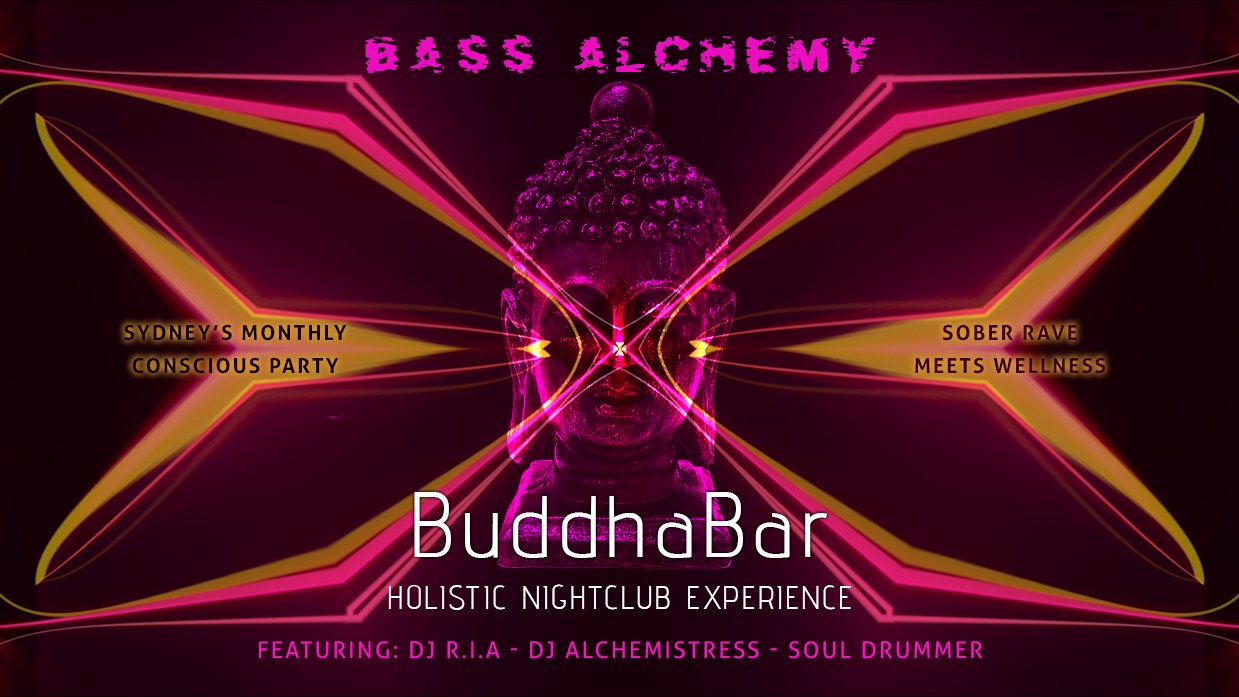 BASS ALCHEMY
SYDNEY'S MONTHLY
CONSCIOUS PARTY
SOBER RAVE
MEETS WELLNESS
BuddhaBar
HOLISTIC NIGHTCLUB EXPERIENCE
FEATURING: DJ R.I.A - DJ ALCHEMISTRESS - SOUL DRUMMER